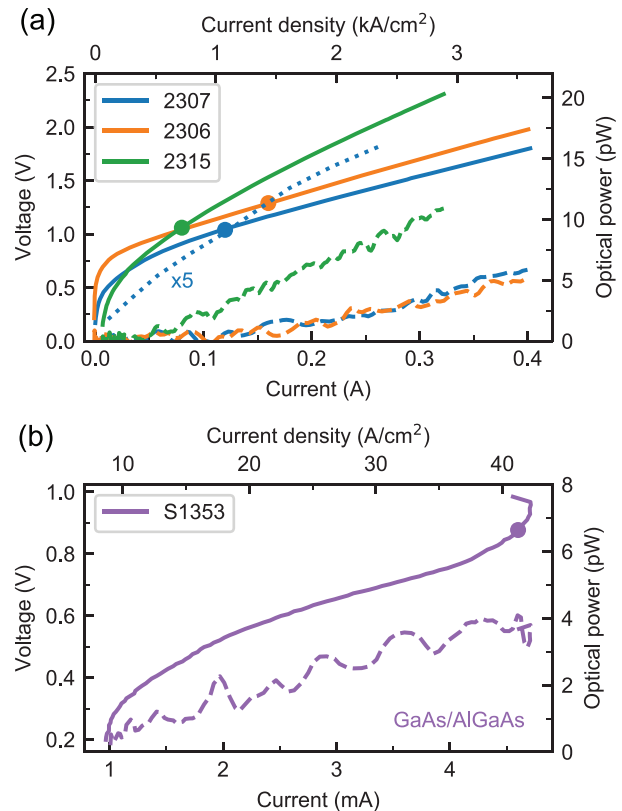 (a)
Current density (kA/cm²)
0 1 2 3
2.5
2.0
1.5
1.0
0.5
0.0
Voltage (V)
2307
2306
2315
x5
20
15
10
5
0
Optical power (pW)
0.0 0.1 0.2 0.3 0.4
Current (A)
(b)
Current density (A/cm²)
10 20 30 40
1.0
0.8
0.6
0.4
0.2
Voltage (V)
S1353
GaAs/AlGaAs
8
6
4
2
0
Optical power (pW)
1 2 3 4
Current (mA)